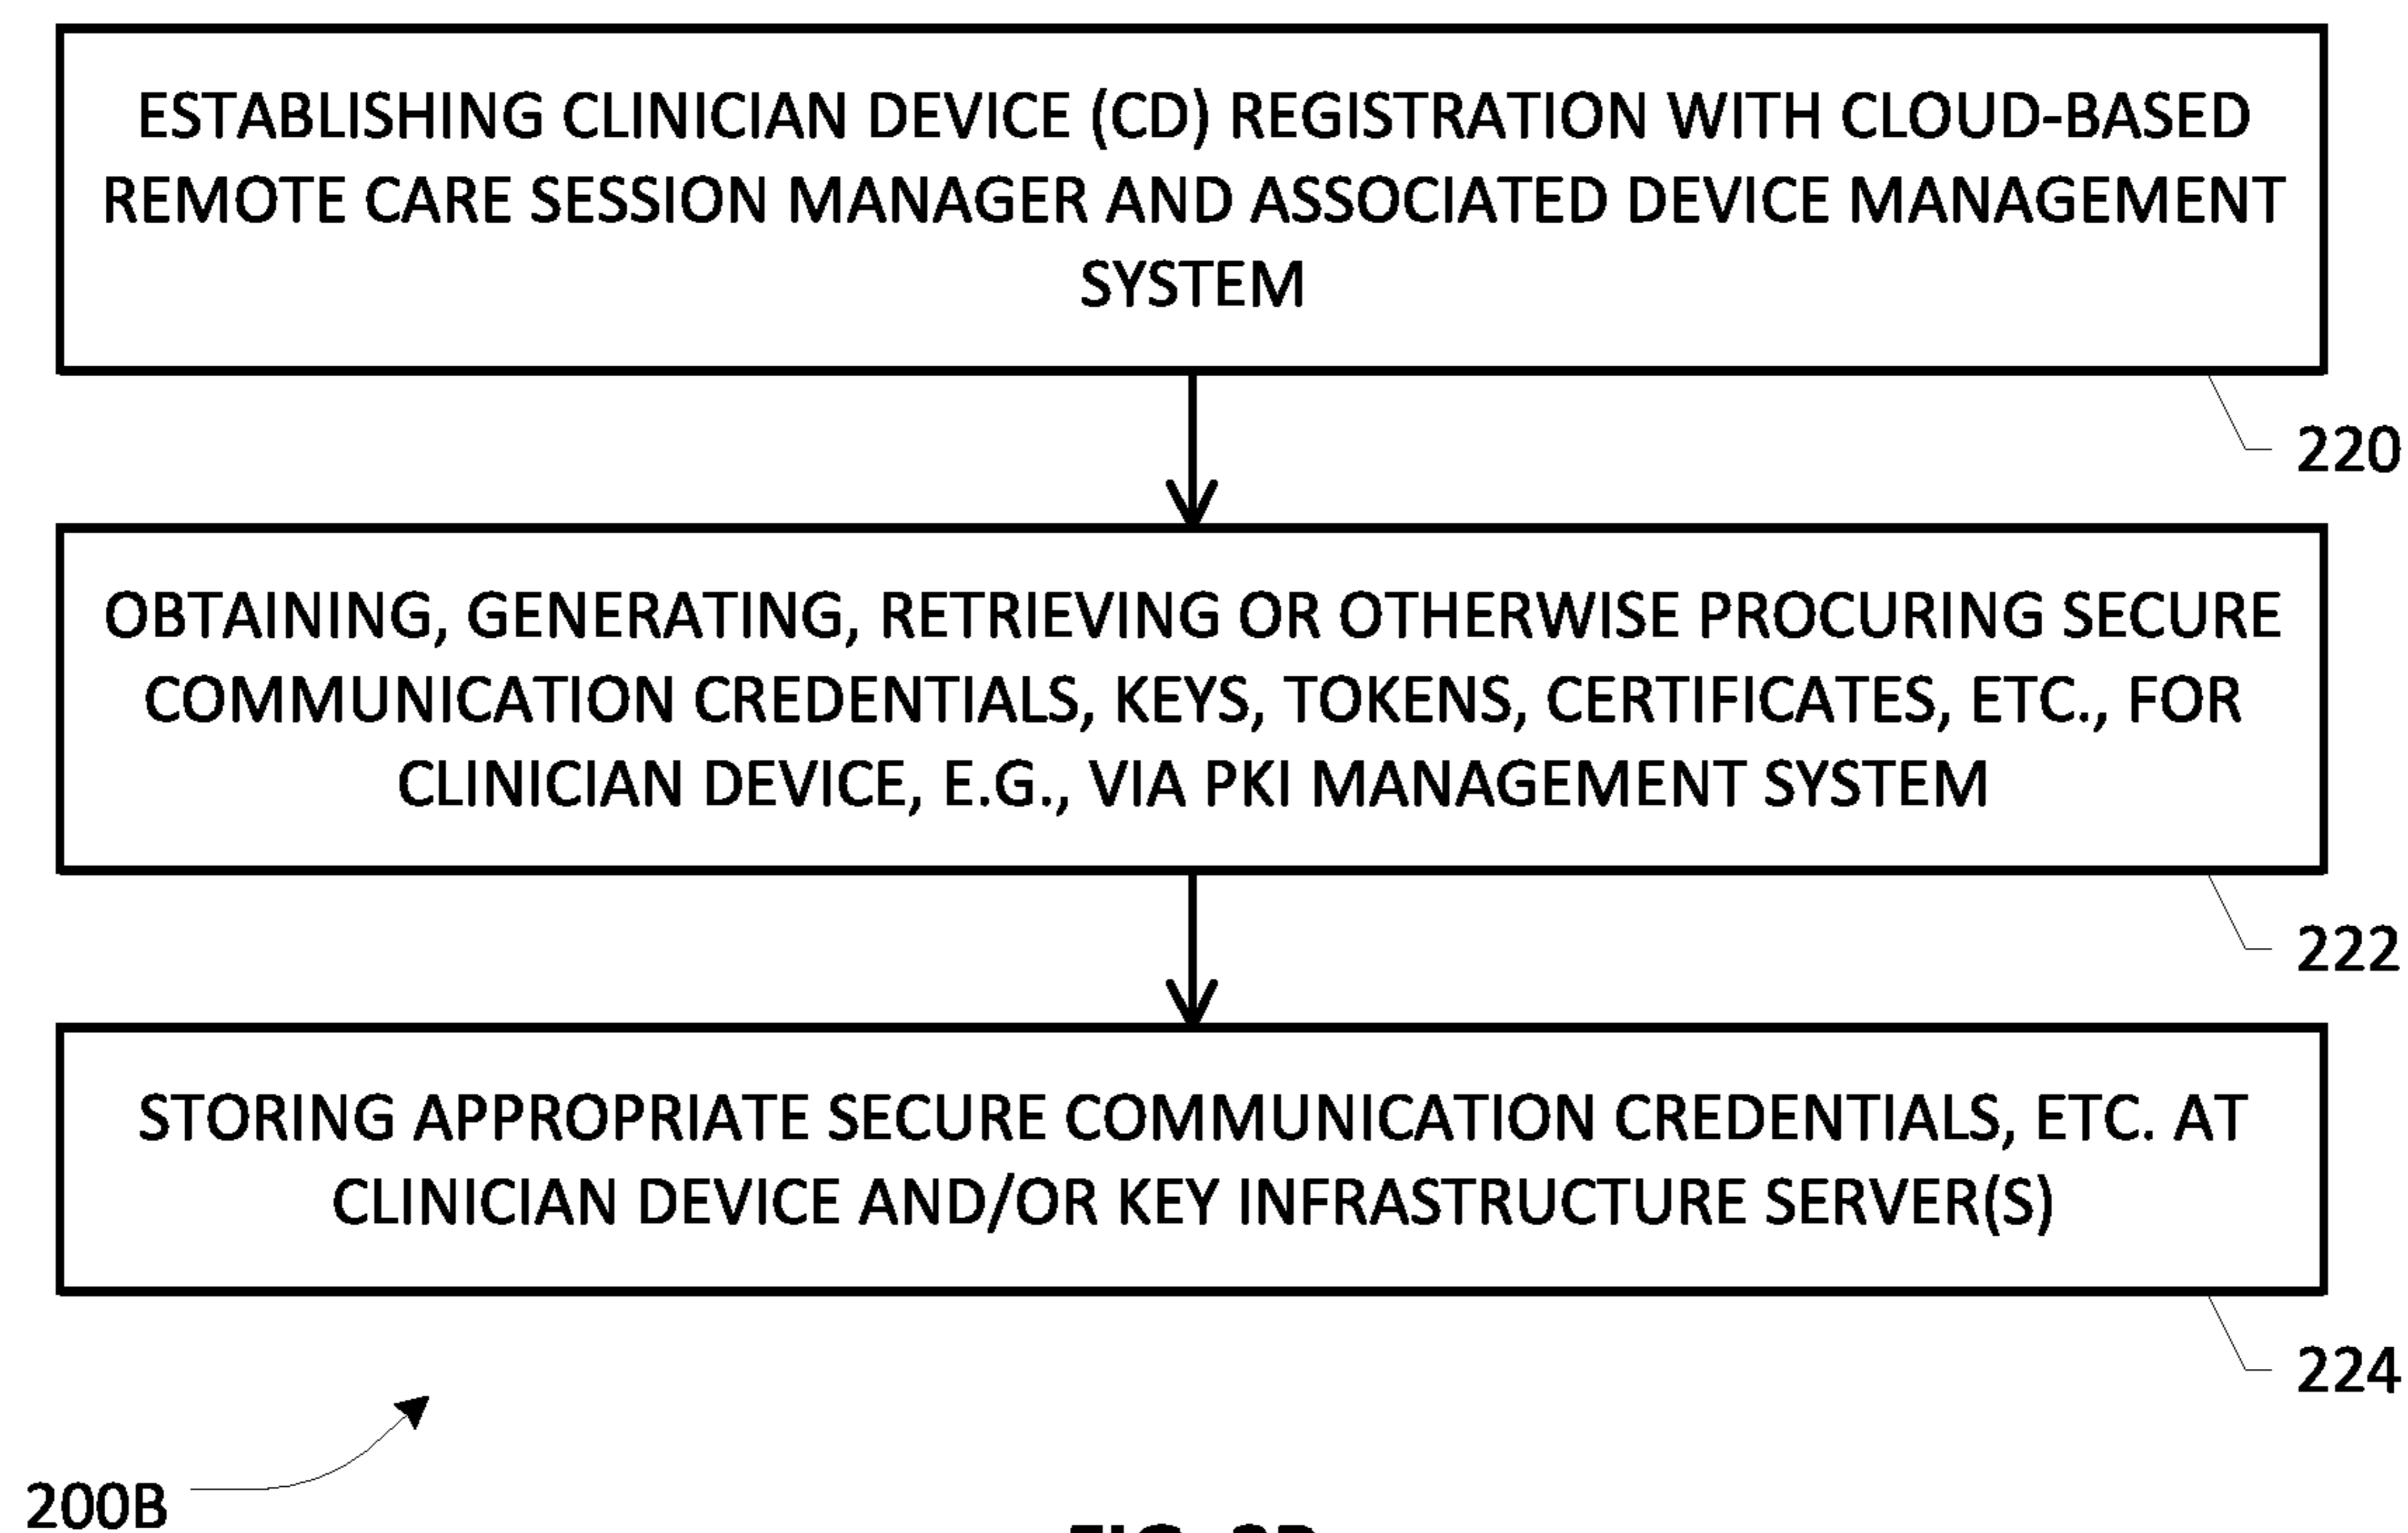 ESTABLISHING CLINICIAN DEVICE (CD) REGISTRATION WITH CLOUD-BASED
REMOTE CARE SESSION MANAGER AND ASSOCIATED DEVICE MANAGEMENT
SYSTEM
220
OBTAINING, GENERATING, RETRIEVING OR OTHERWISE PROCURING SECURE
COMMUNICATION CREDENTIALS, KEYS, TOKENS, CERTIFICATES, ETC., FOR
CLINICIAN DEVICE, E.G., VIA PKI MANAGEMENT SYSTEM
222
STORING APPROPRIATE SECURE COMMUNICATION CREDENTIALS, ETC. AT
CLINICIAN DEVICE AND/OR KEY INFRASTRUCTURE SERVER(S)
224
200B